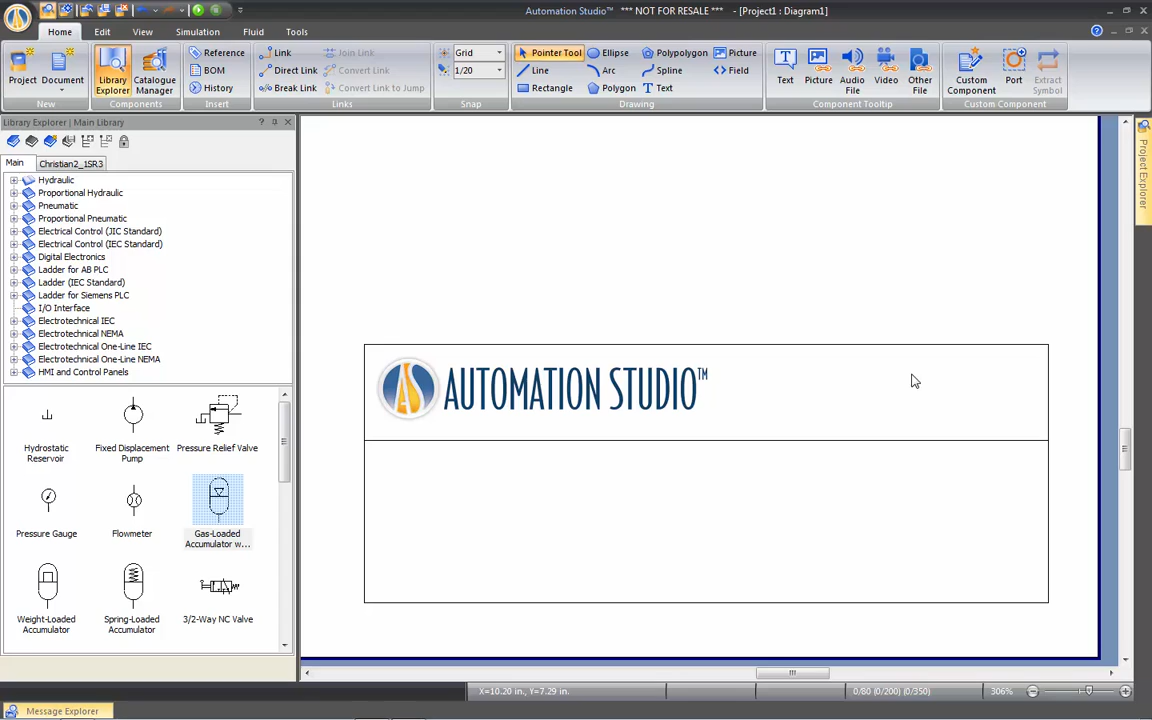 Automation Studio™   *** NOT FOR RESALE ***   - [Project1 : Diagram1]
Home Edit View Simulation Fluid Tools
Project
Document
New
Library Explorer
Catalogue Manager
Components
Reference
BOM
History
Insert
Link
Direct Link
Break Link
Join Link
Convert Link
Convert Link to Jump
Links
Grid
1/20
Snap
Pointer Tool
Line
Rectangle
Ellipse
Arc
Polygon
Polypolygon
Spline
Text
Picture
Field
Drawing
Text
Picture
Audio File
Video
Other File
Component Tooltip
Custom Component
Port
Extract Symbol
Custom Component
Library Explorer | Main Library
Main
Christian2_1SR3
Hydraulic
Proportional Hydraulic
Pneumatic
Proportional Pneumatic
Electrical Control (JIC Standard)
Electrical Control (IEC Standard)
Digital Electronics
Ladder for AB PLC
Ladder (IEC Standard)
Ladder for Siemens PLC
I/O Interface
Electrotechnical IEC
Electrotechnical NEMA
Electrotechnical One-Line IEC
Electrotechnical One-Line NEMA
HMI and Control Panels
Hydrostatic Reservoir
Fixed Displacement Pump
Pressure Relief Valve
Pressure Gauge
Flowmeter
Gas-Loaded Accumulator w...
Weight-Loaded Accumulator
Spring-Loaded Accumulator
3/2-Way NC Valve
AUTOMATION STUDIO™
Project Explorer
X=10.20 in., Y=7.29 in.
0/80 (0/200) (0/350)
306%
Message Explorer